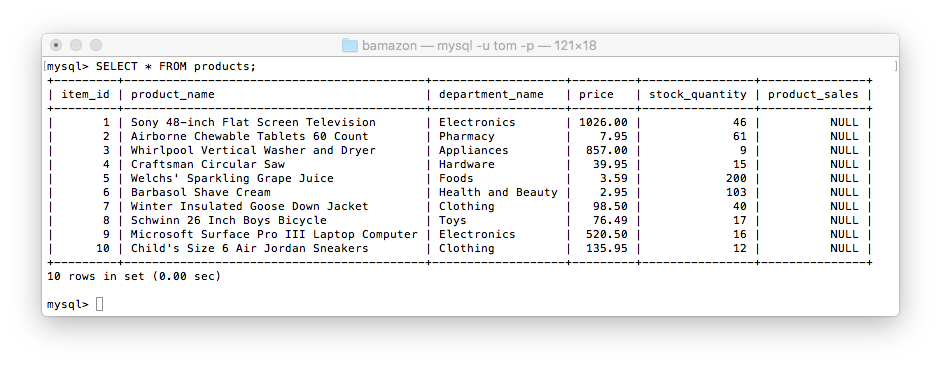 bamazon — mysql -u tom -p — 121×18
mysql> SELECT * FROM products;
+---------+-------------------------------------------+-------------------+---------+----------------+---------------+
| item_id | product_name                              | department_name   | price   | stock_quantity | product_sales |
+---------+-------------------------------------------+-------------------+---------+----------------+---------------+
|       1 | Sony 48-inch Flat Screen Television       | Electronics       | 1026.00 |             46 |          NULL |
|       2 | Airborne Chewable Tablets 60 Count        | Pharmacy          |    7.95 |             61 |          NULL |
|       3 | Whirlpool Vertical Washer and Dryer       | Appliances        |  857.00 |              9 |          NULL |
|       4 | Craftsman Circular Saw                    | Hardware          |   39.95 |             15 |          NULL |
|       5 | Welchs' Sparkling Grape Juice             | Foods             |    3.59 |            200 |          NULL |
|       6 | Barbasol Shave Cream                      | Health and Beauty |    2.95 |            103 |          NULL |
|       7 | Winter Insulated Goose Down Jacket        | Clothing          |   98.50 |             40 |          NULL |
|       8 | Schwinn 26 Inch Boys Bicycle              | Toys              |   76.49 |             17 |          NULL |
|       9 | Microsoft Surface Pro III Laptop Computer | Electronics       |  520.50 |             16 |          NULL |
|      10 | Child's Size 6 Air Jordan Sneakers        | Clothing          |  135.95 |             12 |          NULL |
+---------+-------------------------------------------+-------------------+---------+----------------+---------------+
10 rows in set (0.00 sec)
mysql>